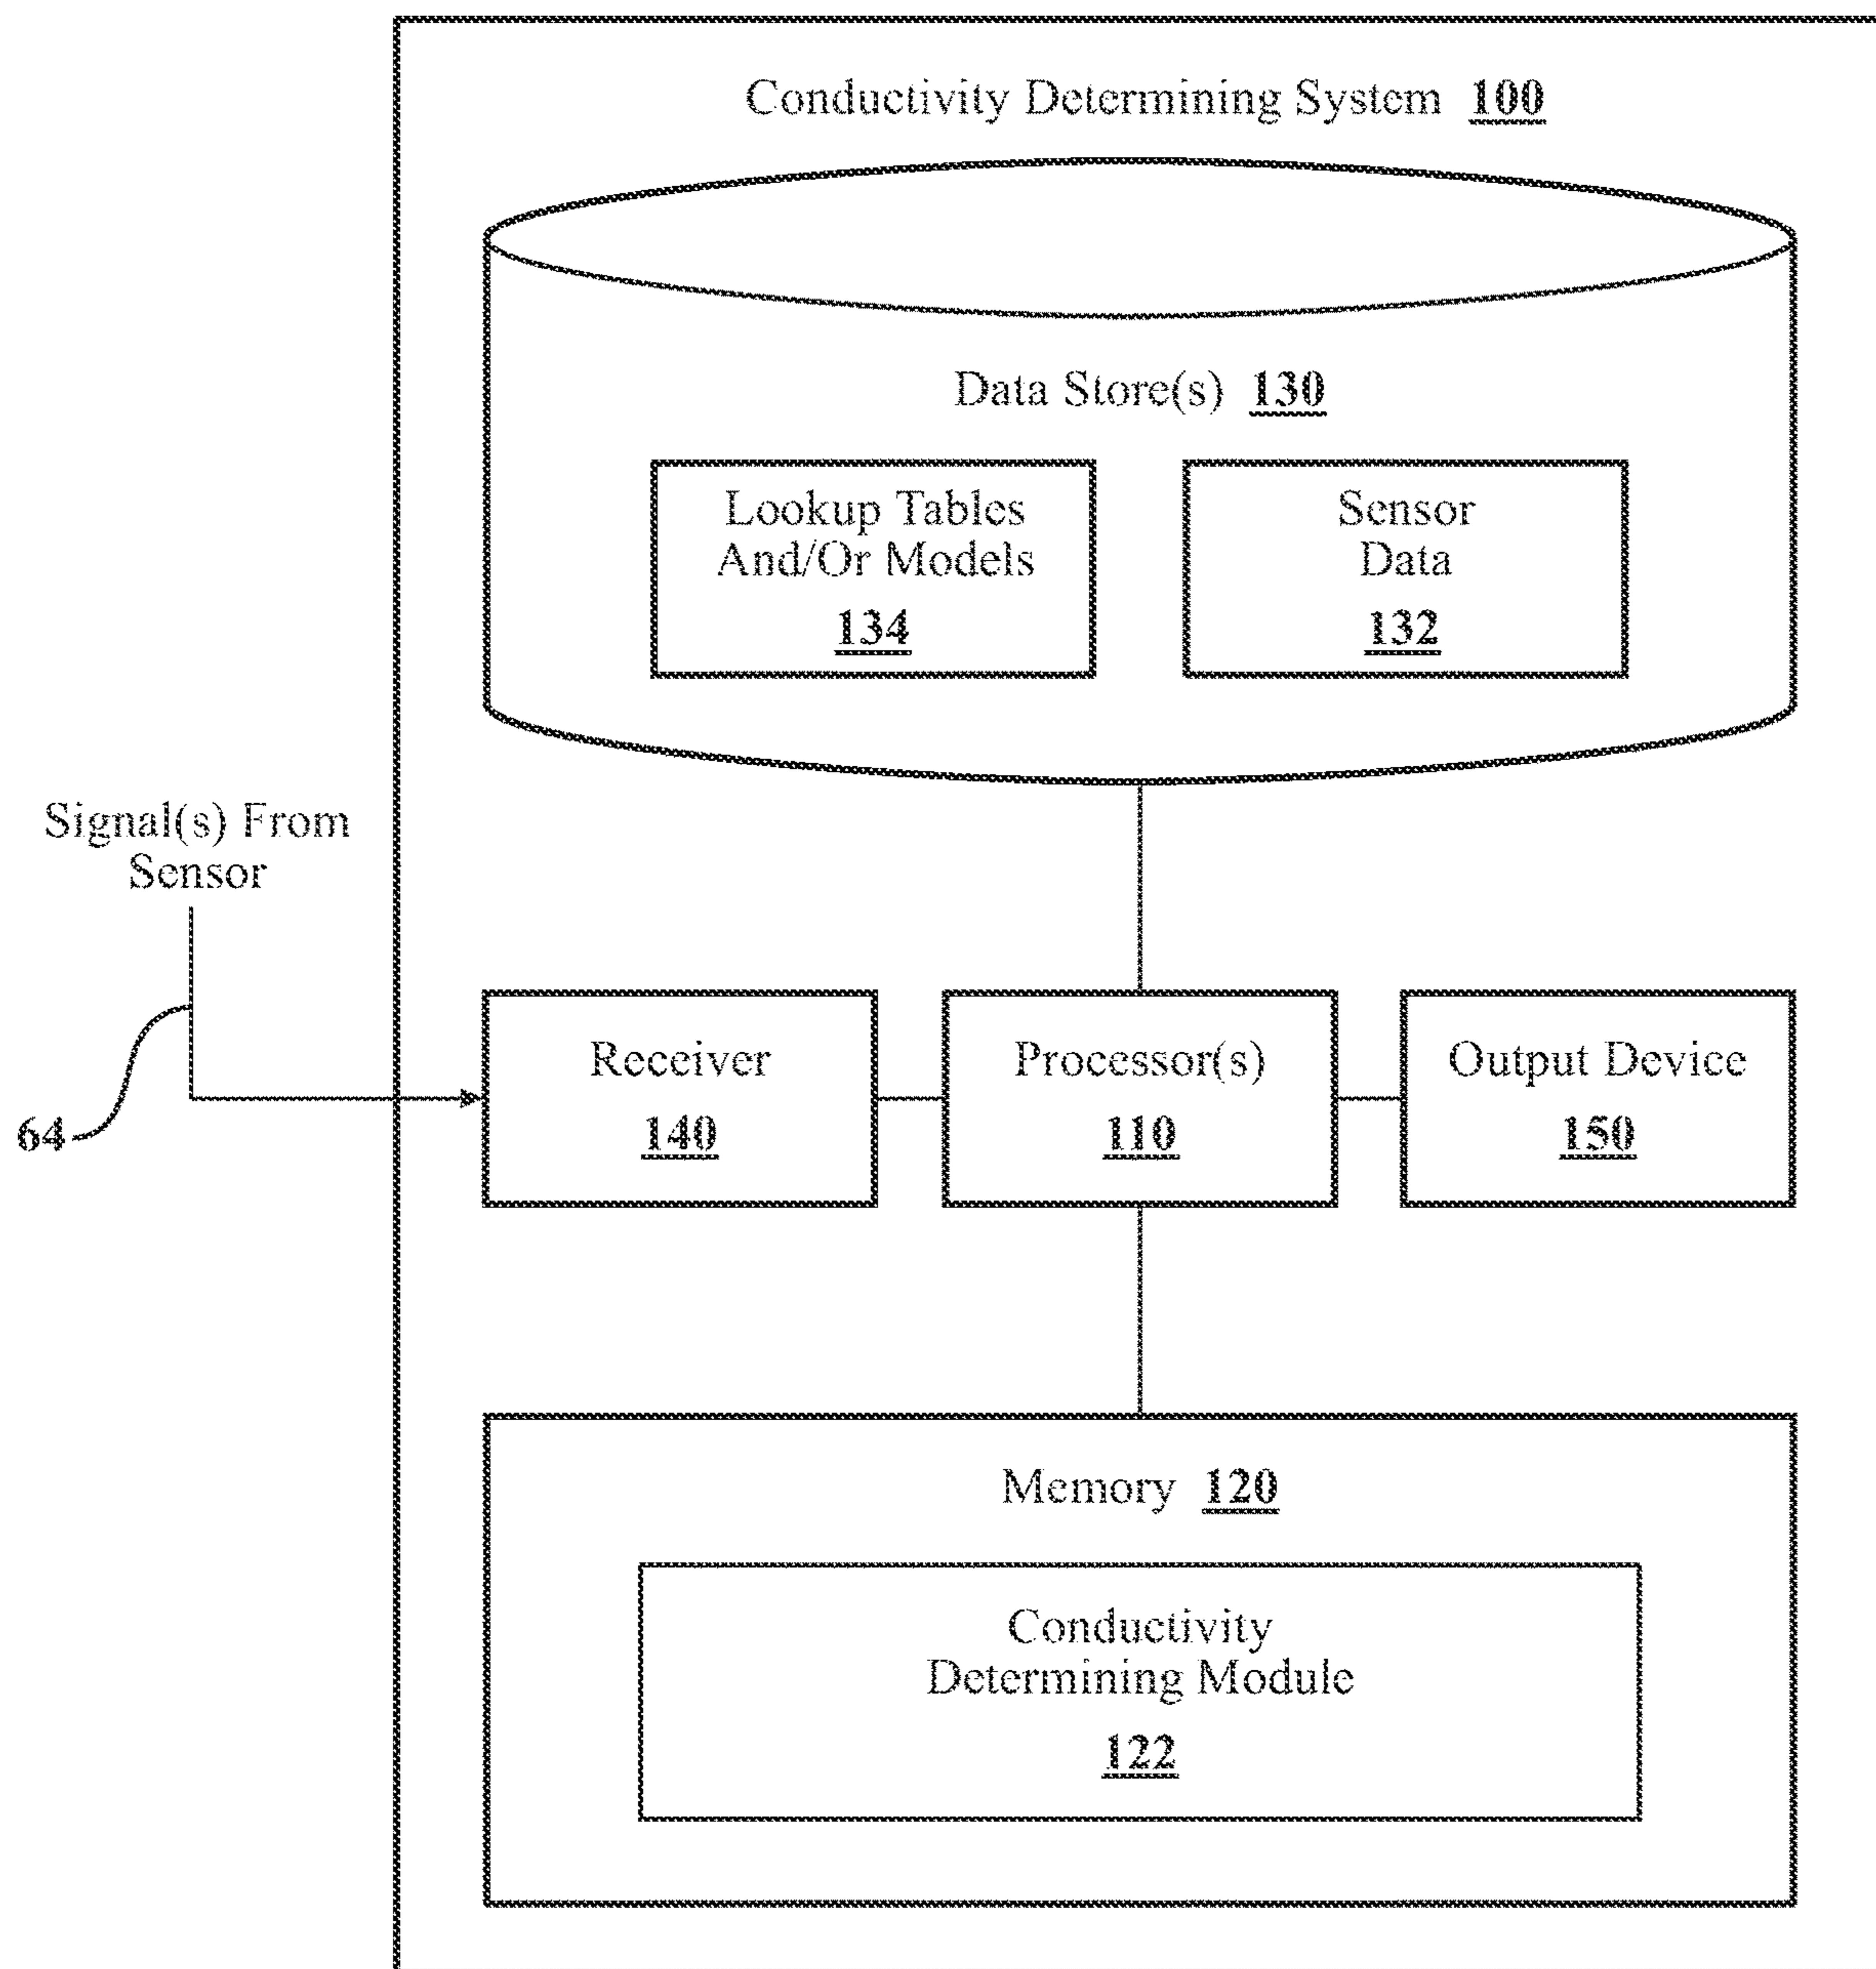 Conductivity Determining System 100
Data Store(s) 130
Lookup Tables
And/Or Models
134
Sensor
Data
132
Signal(s) From
Sensor
64
Receiver
140
Processor(s)
110
Output Device
150
Memory 120
Conductivity
Determining Module
122